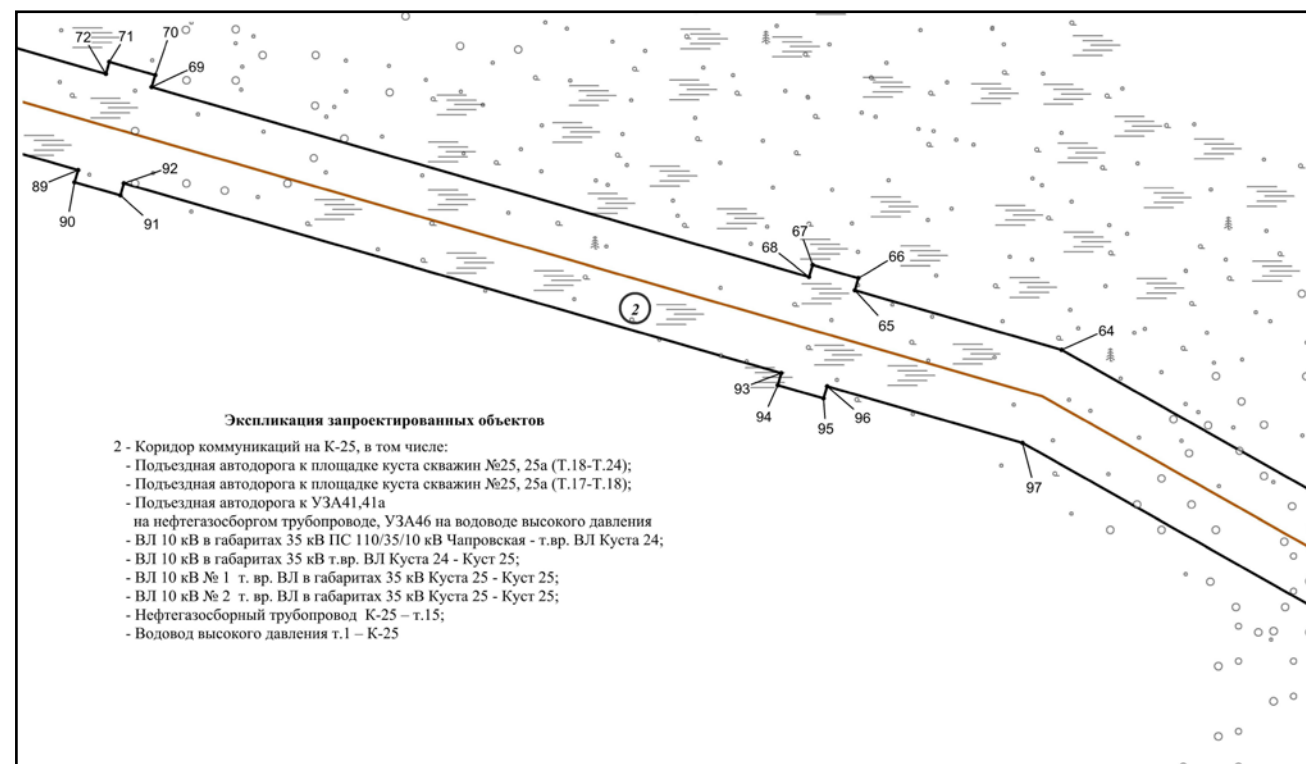 72
71
70
69
92
89
90
91
67
66
68
65
64
2
93
94
95
96
97
Экспликация запроектированных объектов
2 - Коридор коммуникаций на К-25, в том числе:
- Подъездная автодорога к площадке куста скважин №25, 25а (Т.18-Т.24);
- Подъездная автодорога к площадке куста скважин №25, 25а (Т.17-Т.18);
- Подъездная автодорога к УЗА41,41а
на нефтегазосборгом трубопроводе, УЗА46 на водоводе высокого давления
- ВЛ 10 кВ в габаритах 35 кВ ПС 110/35/10 кВ Чапровская - т.вр. ВЛ Куста 24;
- ВЛ 10 кВ в габаритах 35 кВ т.вр. ВЛ Куста 24 - Куст 25;
- ВЛ 10 кВ № 1 т. вр. ВЛ в габаритах 35 кВ Куста 25 - Куст 25;
- ВЛ 10 кВ № 2 т. вр. ВЛ в габаритах 35 кВ Куста 25 - Куст 25;
- Нефтегазосборный трубопровод К-25 – т.15;
- Водовод высокого давления т.1 – К-25